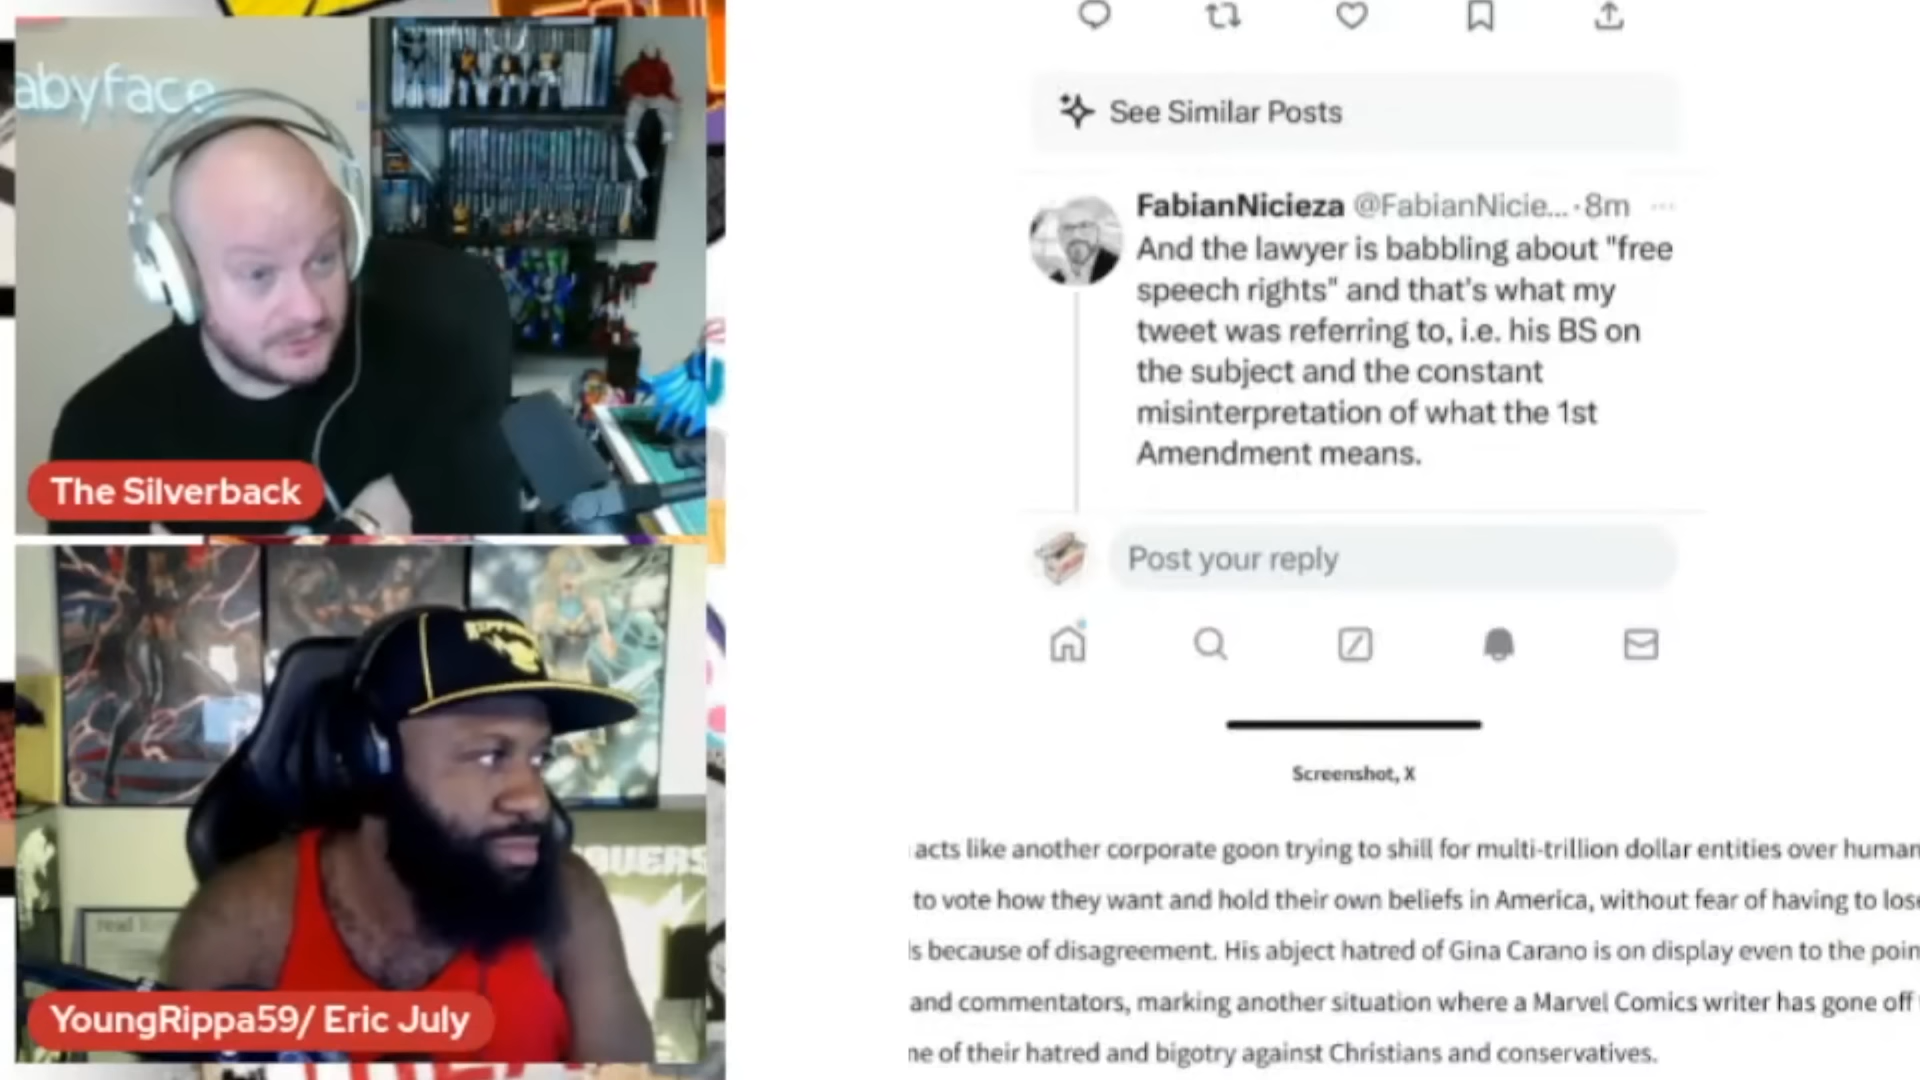 abyface
The Silverback
YoungRippa59/ Eric July
See Similar Posts
FabianNicieza @FabianNicie... · 8m
And the lawyer is babbling about "free
speech rights" and that's what my
tweet was referring to, i.e. his BS on
the subject and the constant
misinterpretation of what the 1st
Amendment means.
Post your reply
Screenshot, X
acts like another corporate goon trying to shill for multi-trillion dollar entities over human
to vote how they want and hold their own beliefs in America, without fear of having to lose
because of disagreement. His abject hatred of Gina Carano is on display even to the poin
and commentators, marking another situation where a Marvel Comics writer has gone off
of their hatred and bigotry against Christians and conservatives.